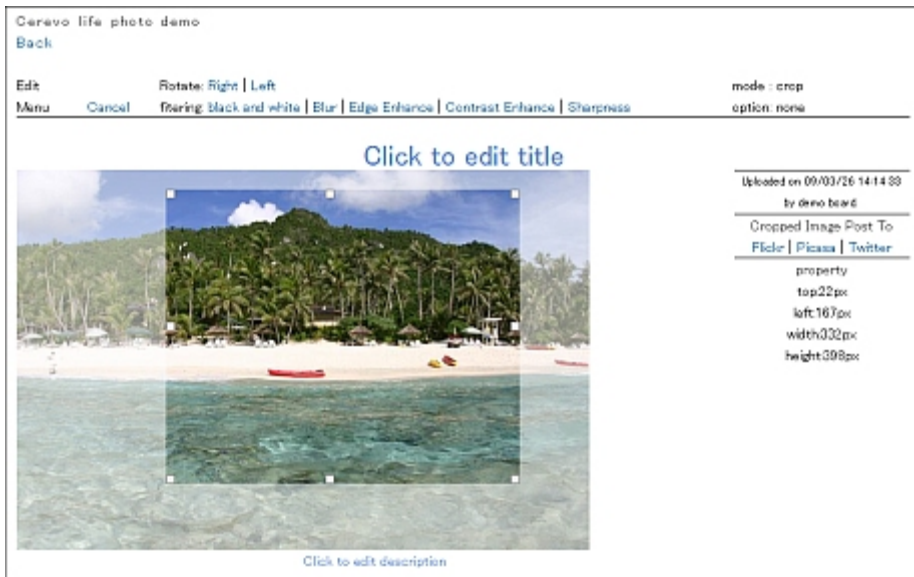 Cerevo life photo demo
Back
Edit Rotate: Right | Left mode : crop
Menu Cancel fitering: black and white | Blur | Edge Enhance | Contrast Enhance | Sharpness option: none
Click to edit title
Uploaded on 09/03/26 14:14:33
by demo board
Cropped Image Post To
Flickr | Picasa | Twitter
property
top:22px
left:167px
width:332px
height:398px
Click to edit description